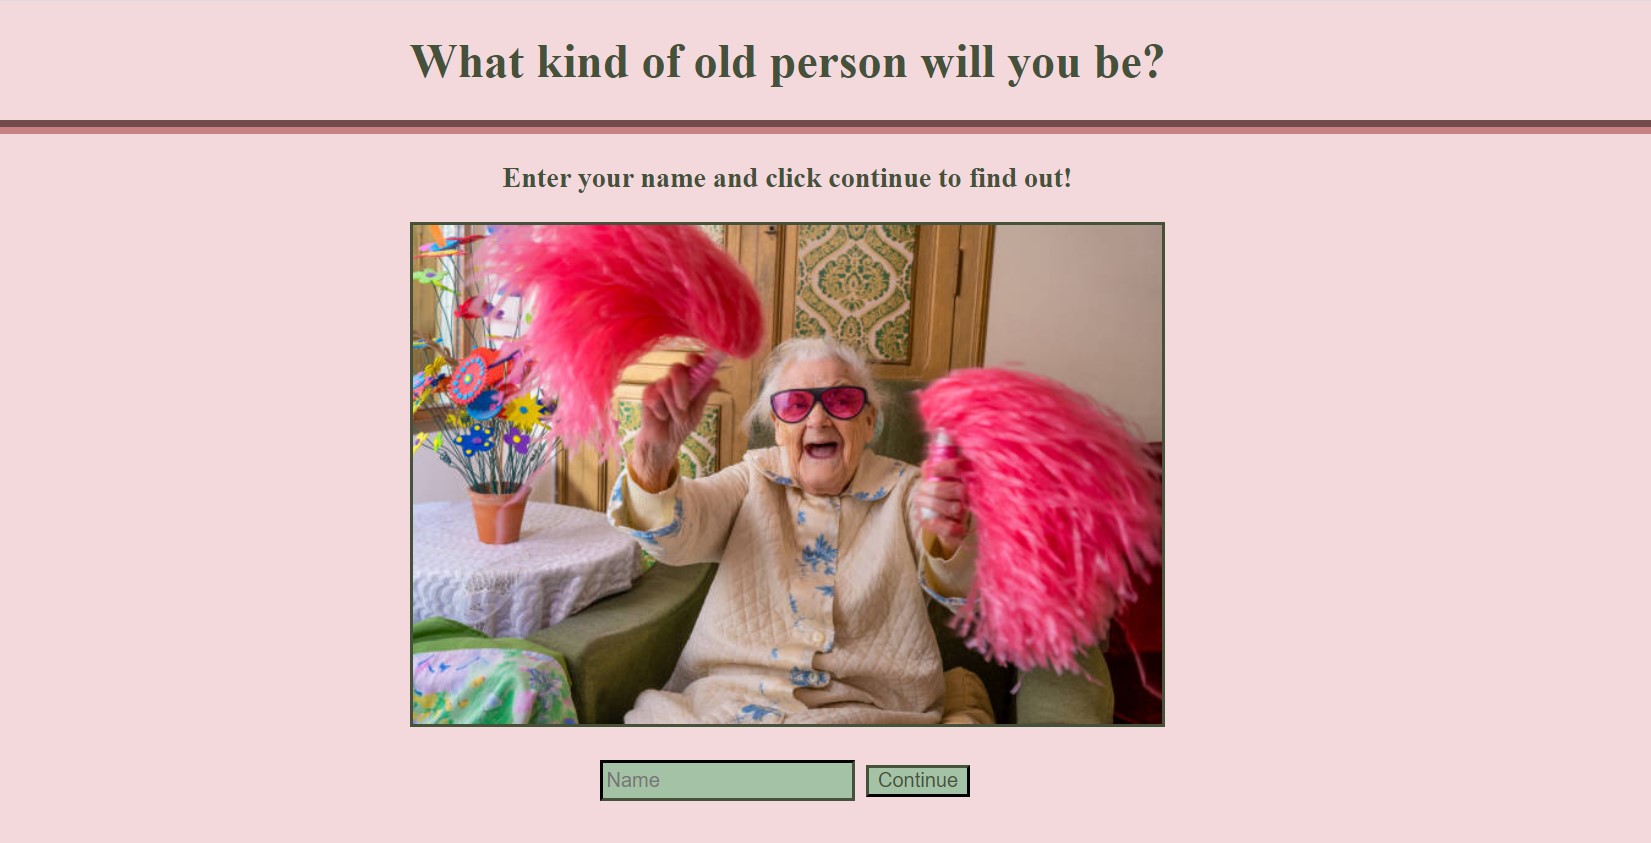 What kind of old person will you be?
Enter your name and click continue to find out!
Name
Continue